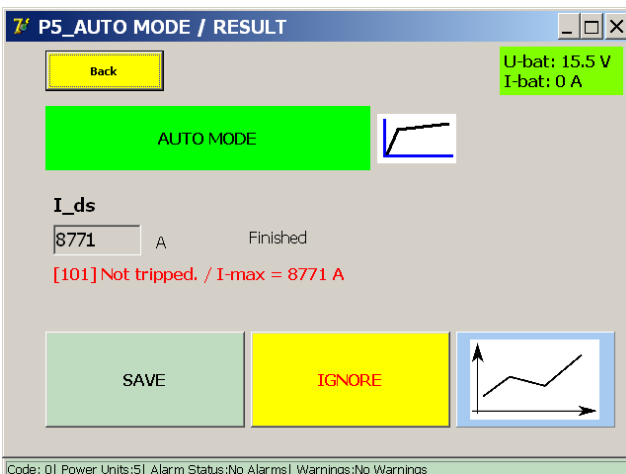 P5_AUTO MODE / RESULT
Back
U-bat: 15.5 V
I-bat: 0 A
AUTO MODE
I_ds
8771 A Finished
[101] Not tripped. / I-max = 8771 A
SAVE
IGNORE
Code: 0| Power Units:5| Alarm Status:No Alarms| Warnings:No Warnings